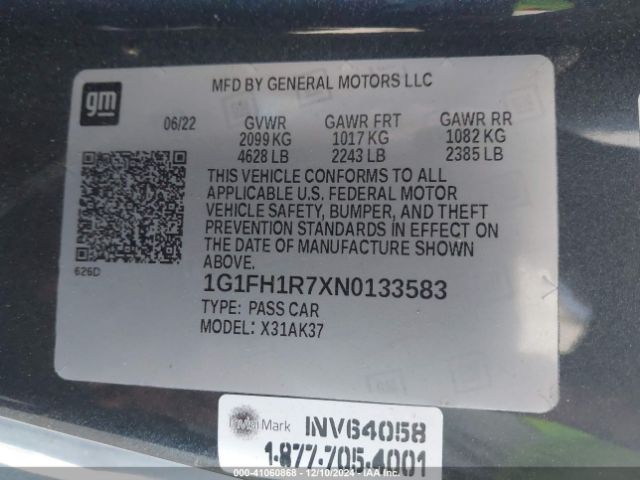 MFD BY GENERAL MOTORS LLC
gm
06/22 GVWR GAWR FRT GAWR RR
2099 KG 1017 KG 1082 KG
4628 LB 2243 LB 2385 LB
THIS VEHICLE CONFORMS TO ALL
APPLICABLE U.S. FEDERAL MOTOR
VEHICLE SAFETY, BUMPER, AND THEFT
PREVENTION STANDARDS IN EFFECT ON
THE DATE OF MANUFACTURE SHOWN
ABOVE.
626D
1G1FH1R7XN0133583
TYPE: PASS CAR
MODEL: X31AK37
Mark INV64058
1-877-705-4001
000-41060868 - 12/10/2024 - COPYRIGHT IAA, LLC